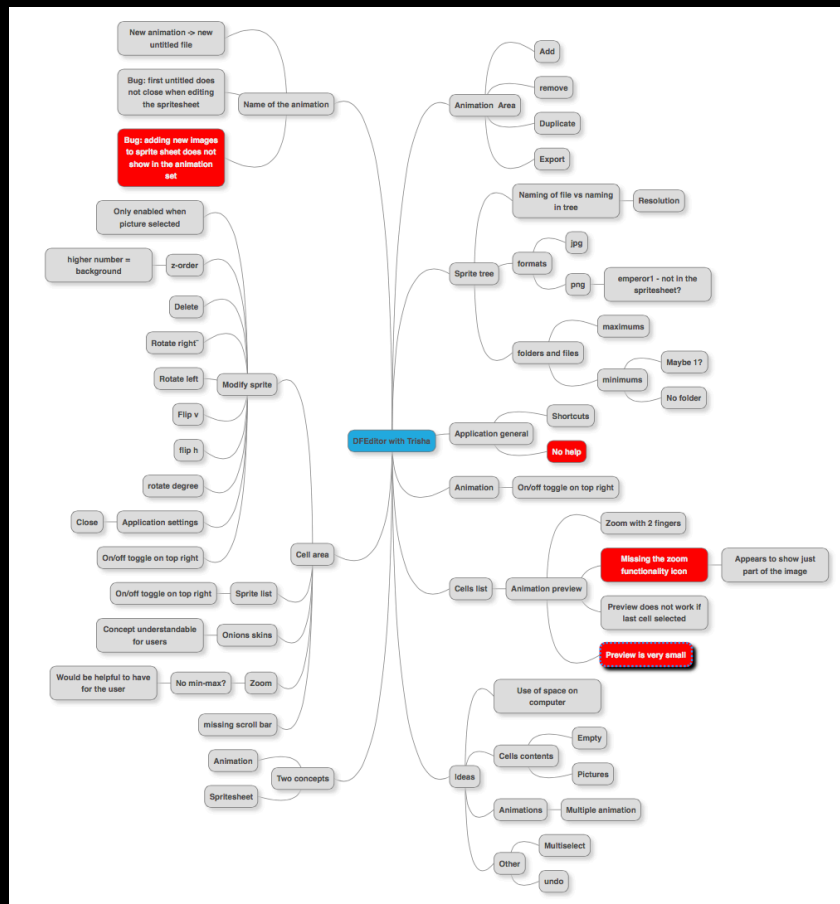 New animation -> new
untitled file
Bug: first untitled does
not close when editing
the spritesheet
Bug: adding new images
to sprite sheet does not
show in the animation
set
Name of the animation
Only enabled when
picture selected
higher number =
background
z-order
Delete
Rotate right¨
Rotate left
Flip v
flip h
rotate degree
Close
Application settings
On/off toggle on top right
Modify sprite
On/off toggle on top right
Sprite list
Concept understandable
for users
Onions skins
Would be helpful to have
for the user
No min-max?
Zoom
missing scroll bar
Cell area
Animation
Spritesheet
Two concepts
DFEditor with Trisha
Animation Area
Add
remove
Duplicate
Export
Sprite tree
Naming of file vs naming
in tree
Resolution
formats
jpg
png
emperor1 - not in the
spritesheet?
folders and files
maximums
minimums
Maybe 1?
No folder
Application general
Shortcuts
No help
Animation
On/off toggle on top right
Cells list
Animation preview
Zoom with 2 fingers
Missing the zoom
functionality icon
Appears to show just
part of the image
Preview does not work if
last cell selected
Preview is very small
Ideas
Use of space on
computer
Cells contents
Empty
Pictures
Animations
Multiple animation
Other
Multiselect
undo